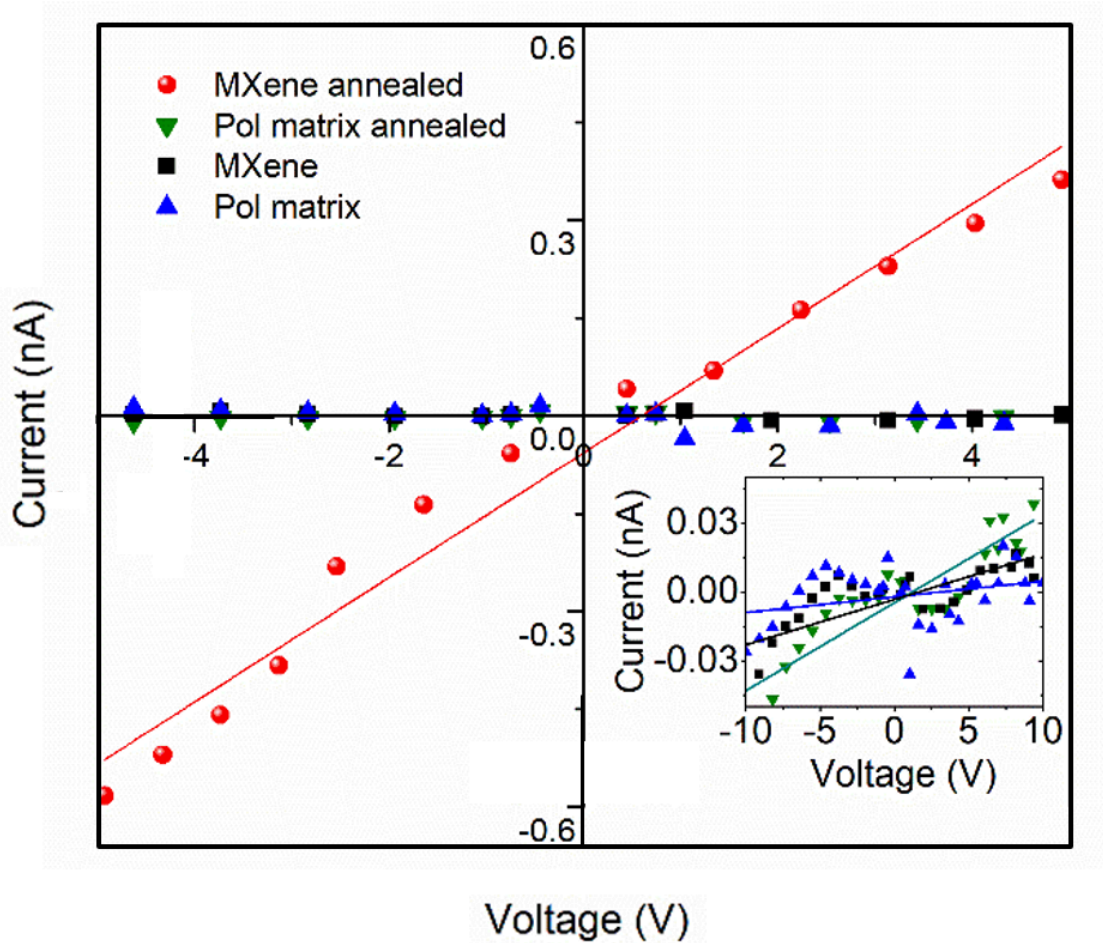 0.6
MXene annealed
Pol matrix annealed
MXene
Pol matrix
0.3
Current (nA)
0.0
-4
-2
0
2
4
-0.3
-0.6
Voltage (V)
Current (nA)
0.03
0.00
-0.03
-10
-5
0
5
10
Voltage (V)